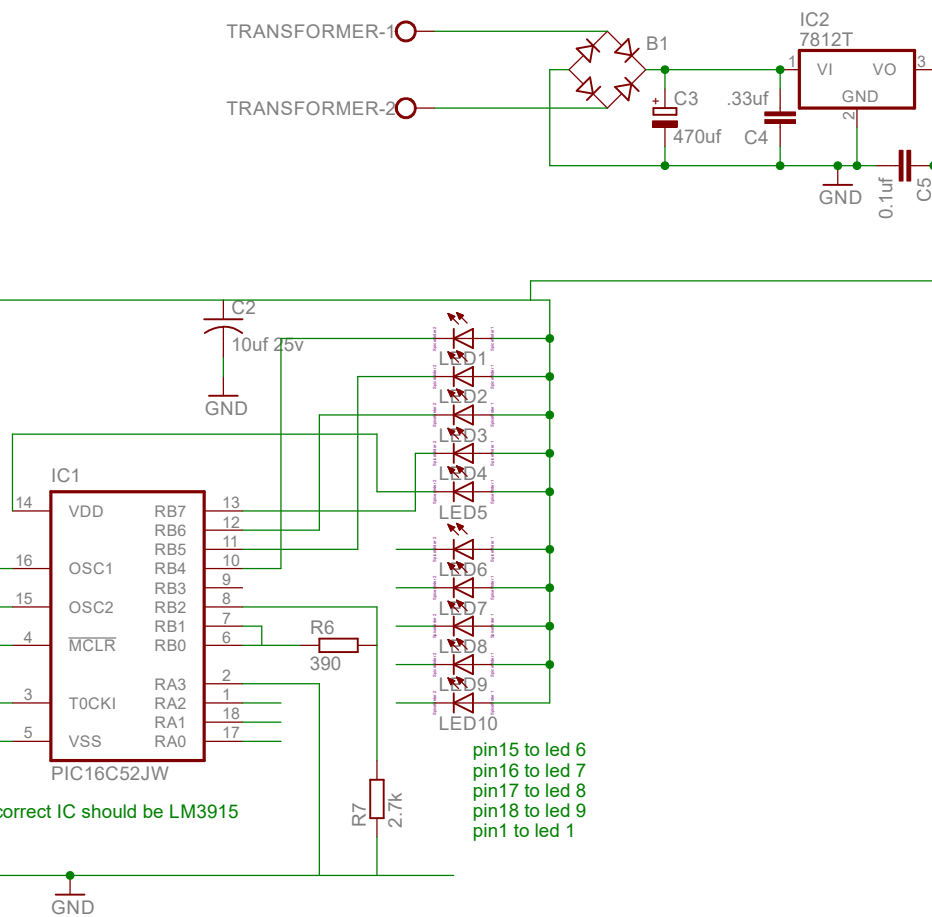 TRANSFORMER-1
TRANSFORMER-2
B1
IC2
7812T
1
VI
VO
3
GND
2
C3
+
470uf
.33uf
C4
GND
0.1uf
C5
C2
10uf 25v
GND
LED1
LED2
LED3
LED4
LED5
LED6
LED7
LED8
LED9
LED10
IC1
14
VDD
16
OSC1
15
OSC2
4
MCLR
3
T0CKI
5
VSS
RB7
13
RB6
12
RB5
11
RB4
10
RB3
9
RB2
8
RB1
7
RB0
6
RA3
2
RA2
1
RA1
18
RA0
17
PIC16C52JW
R6
390
R7
2.7k
correct IC should be LM3915
pin15 to led 6
pin16 to led 7
pin17 to led 8
pin18 to led 9
pin1 to led 1
GND